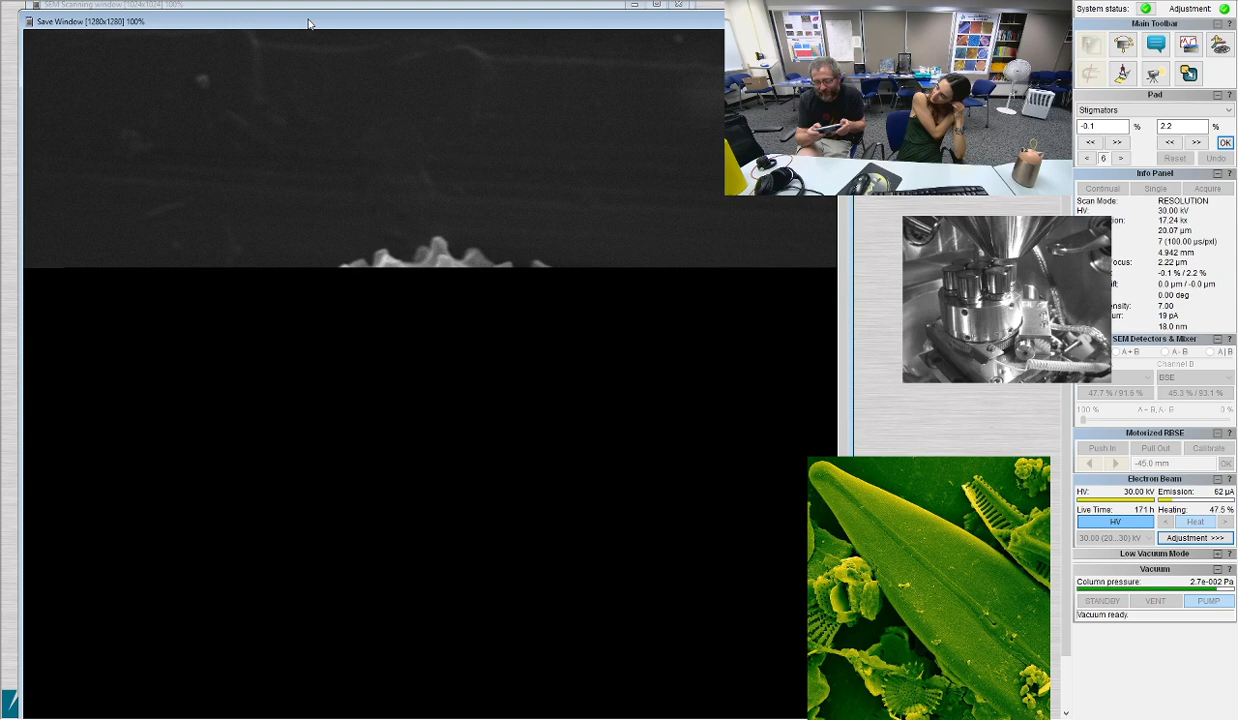 SEM Scanning window [1024x1024] 100%
Save Window [1280x1280] 100%
System status:
Adjustment:
Main Toolbar
Pad
Stigmators
-0.1 % 2.2 %
<< >> << >> OK
< 6 > Reset Undo
Info Panel
Continual Single Acquire
Scan Mode: RESOLUTION
HV: 30.00 kV
17.24 kx
20.07 µm
7 (100.00 µs/pxl)
4.942 mm
2.22 µm
-0.1 % / 2.2 %
0.0 µm / -0.0 µm
0.00 deg
7.00
19 pA
18.0 nm
SEM Detectors & Mixer
A + B A - B A | B
BSE
47.7 % / 91.6 % 45.3 % / 93.1 %
100 % A + B, A - B 0 %
Motorized RBSE
Push In Pull Out Calibrate
-45.0 mm OK
Electron Beam
HV: 30.00 kV Emission: 62 µA
Live Time: 171 h Heating: 47.5 %
HV < Heat >
30.00 (20...30) kV Adjustment >>>
Low Vacuum Mode
Vacuum
Column pressure: 2.7e-002 Pa
STANDBY VENT PUMP
Vacuum ready.